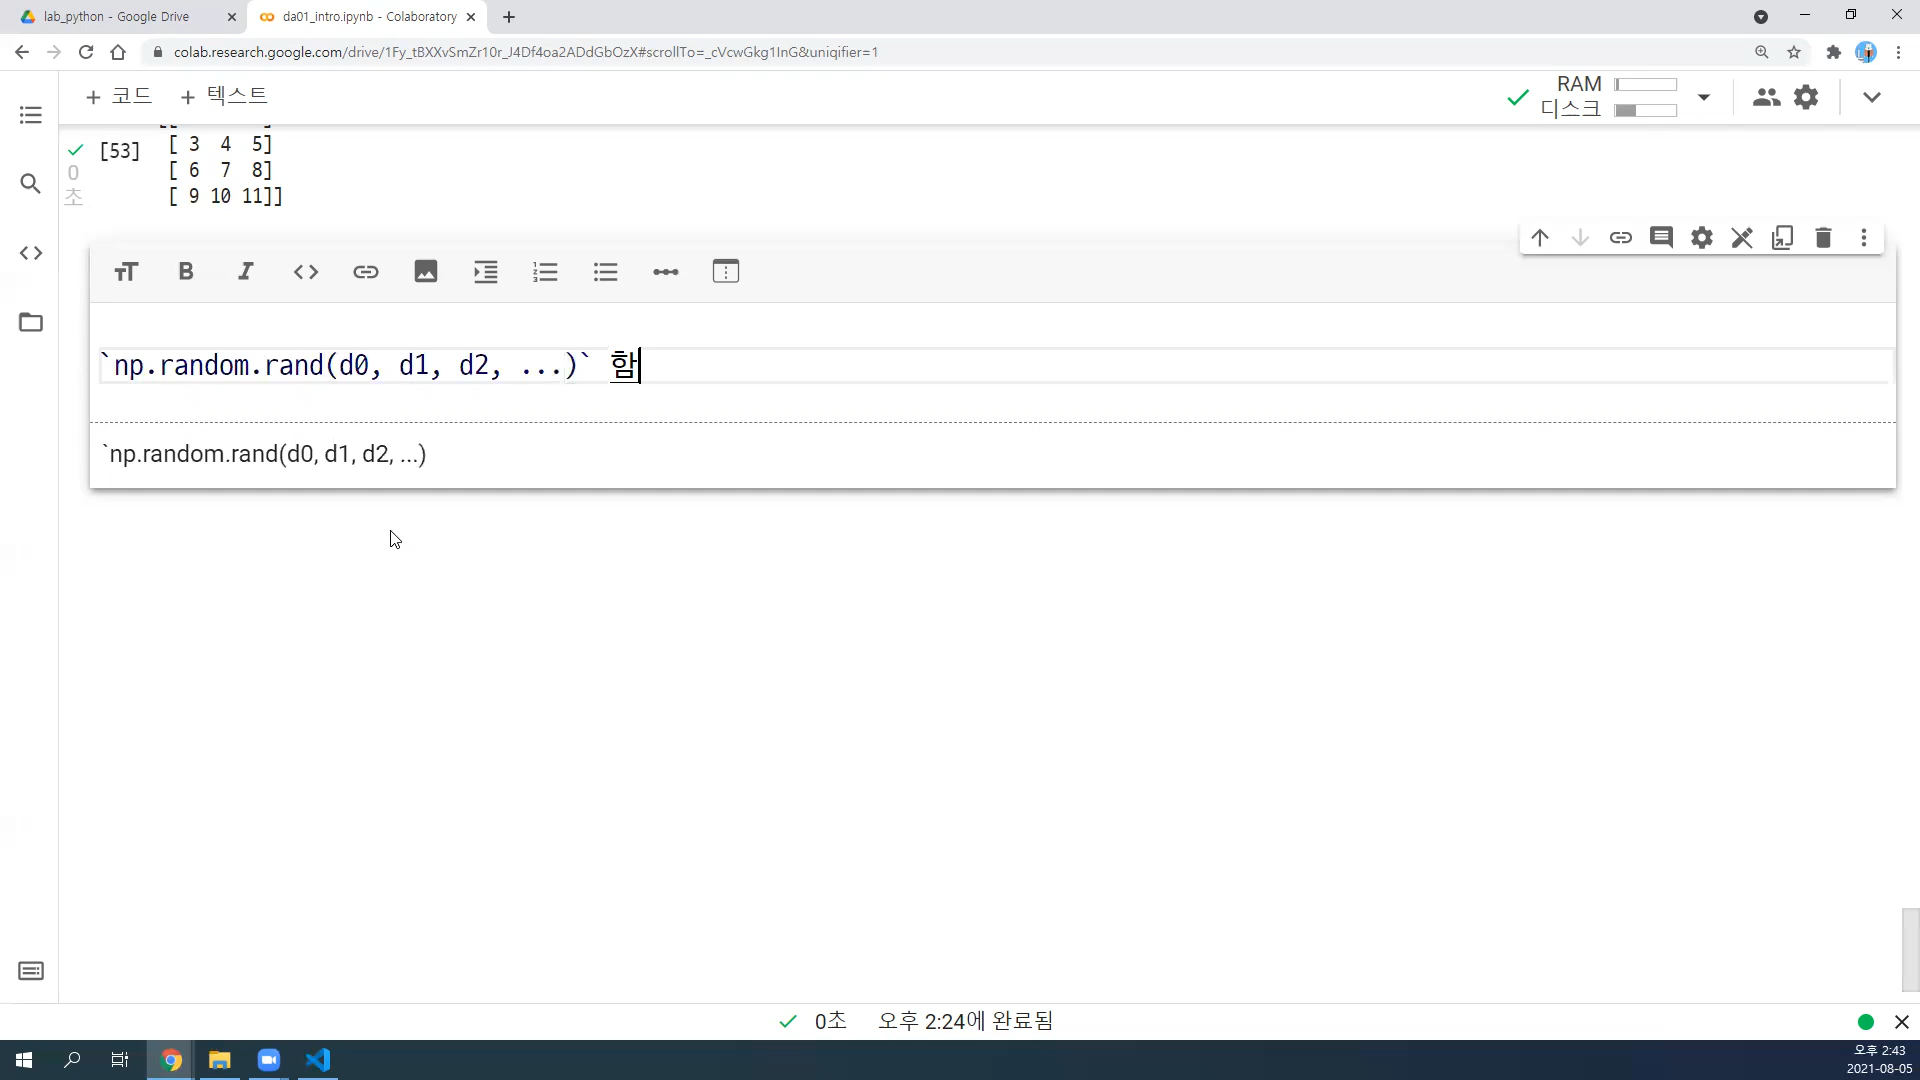 lab_python - Google Drive
da01_intro.ipynb - Colaboratory
colab.research.google.com/drive/1Fy_tBXXvSmZr10r_J4Df4oa2ADdGbOzX#scrollTo=_cVcwGkg1InG&uniqifier=1
+ 코드 + 텍스트
RAM
디스크
[53]
0
초
[ 3 4 5]
[ 6 7 8]
[ 9 10 11]]
`np.random.rand(d0, d1, d2, ...)` 함
`np.random.rand(d0, d1, d2, ...)
0초 오후 2:24에 완료됨
오후 2:43
2021-08-05